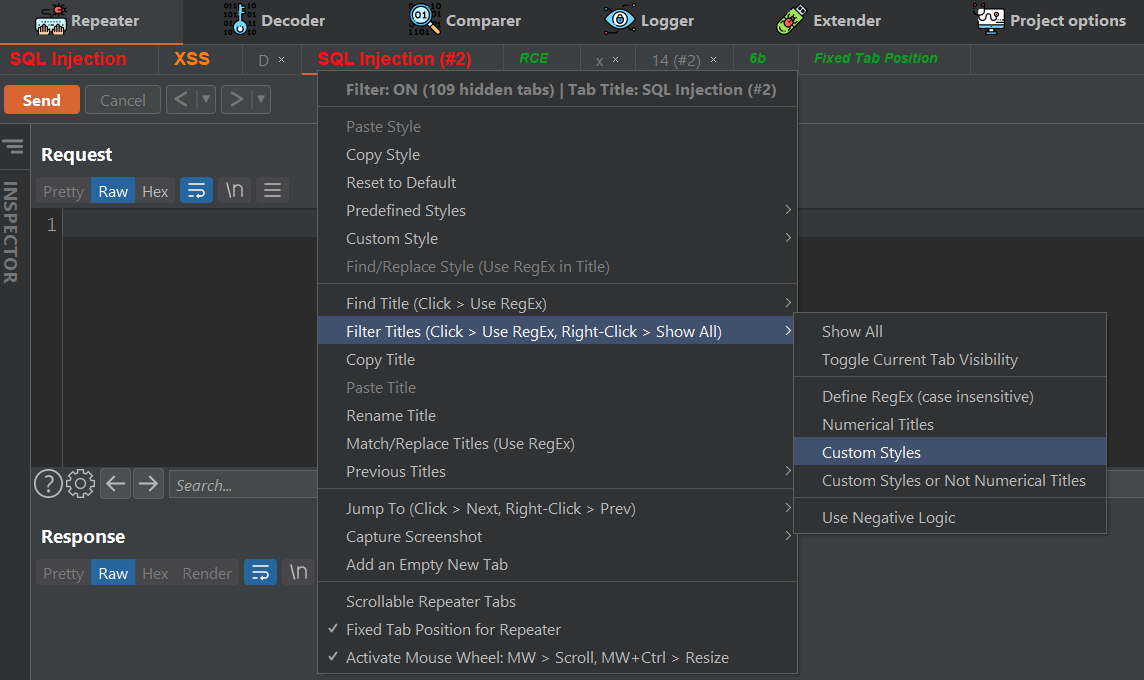 Repeater
Decoder
Comparer
Logger
Extender
Project options
SQL Injection
XSS
D ×
SQL Injection (#2)
RCE
x ×
14 (#2) ×
6b
Fixed Tab Position
Send
Cancel
< ▾
> ▾
Filter: ON (109 hidden tabs) | Tab Title: SQL Injection (#2)
Paste Style
Copy Style
Reset to Default
Predefined Styles
Custom Style
Find/Replace Style (Use RegEx in Title)
Find Title (Click > Use RegEx)
Filter Titles (Click > Use RegEx, Right-Click > Show All)
Copy Title
Paste Title
Rename Title
Match/Replace Titles (Use RegEx)
Previous Titles
Jump To (Click > Next, Right-Click > Prev)
Capture Screenshot
Add an Empty New Tab
Scrollable Repeater Tabs
✓ Fixed Tab Position for Repeater
✓ Activate Mouse Wheel: MW > Scroll, MW+Ctrl > Resize
Show All
Toggle Current Tab Visibility
Define RegEx (case insensitive)
Numerical Titles
Custom Styles
Custom Styles or Not Numerical Titles
Use Negative Logic
INSPECTOR
Request
Pretty Raw Hex \n
1
?
Search...
Response
Pretty Raw Hex Render \n